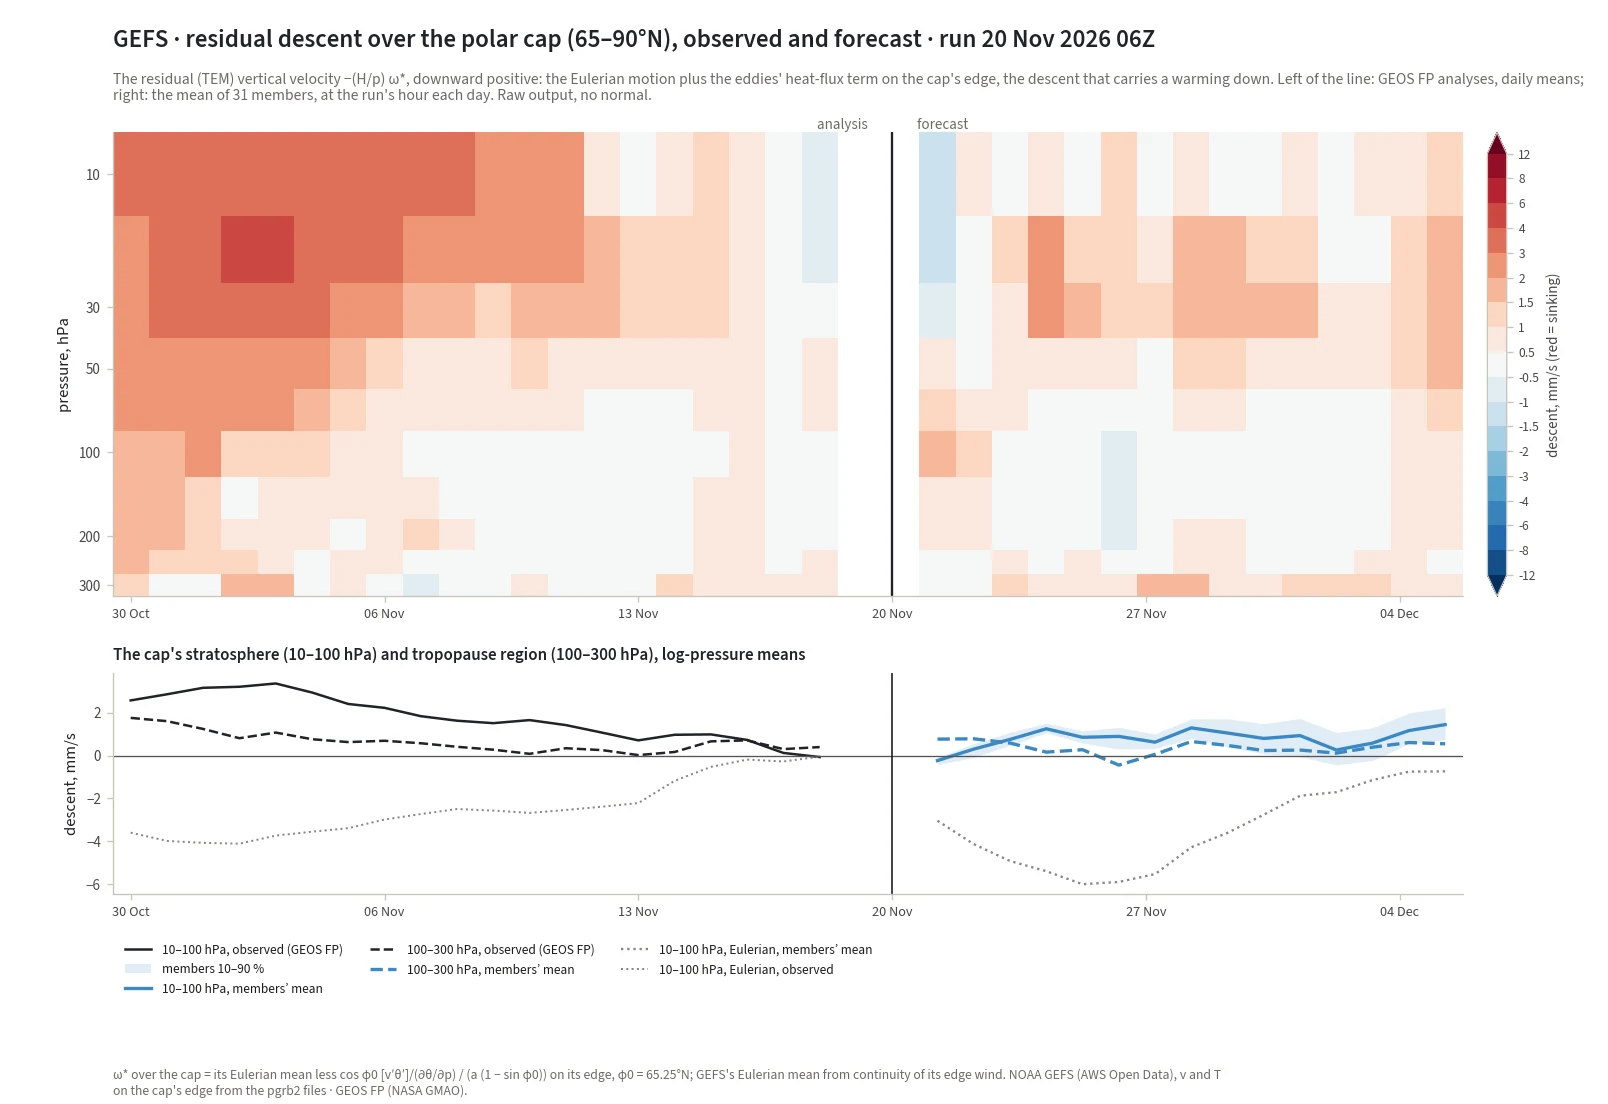 GEFS · residual descent over the polar cap (65–90°N), observed and forecast · run 20 Nov 2026 06Z
The residual (TEM) vertical velocity −(H/p) ω*, downward positive: the Eulerian motion plus the eddies' heat-flux term on the cap's edge, the descent that carries a warming down. Left of the line: GEOS FP analyses, daily means;
right: the mean of 31 members, at the run's hour each day. Raw output, no normal.
analysis
forecast
pressure, hPa
10
30
50
100
200
300
30 Oct
06 Nov
13 Nov
20 Nov
27 Nov
04 Dec
12
8
6
4
3
2
1.5
1
0.5
-0.5
-1
-1.5
-2
-3
-4
-6
-8
-12
descent, mm/s (red = sinking)
The cap's stratosphere (10–100 hPa) and tropopause region (100–300 hPa), log-pressure means
descent, mm/s
2
0
−2
−4
−6
30 Oct
06 Nov
13 Nov
20 Nov
27 Nov
04 Dec
10–100 hPa, observed (GEOS FP)
members 10–90 %
10–100 hPa, members’ mean
100–300 hPa, observed (GEOS FP)
100–300 hPa, members’ mean
10–100 hPa, Eulerian, members’ mean
10–100 hPa, Eulerian, observed
ω* over the cap = its Eulerian mean less cos φ0 [v′θ′]/(∂θ/∂p) / (a (1 − sin φ0)) on its edge, φ0 = 65.25°N; GEFS's Eulerian mean from continuity of its edge wind. NOAA GEFS (AWS Open Data), v and T
on the cap's edge from the pgrb2 files · GEOS FP (NASA GMAO).